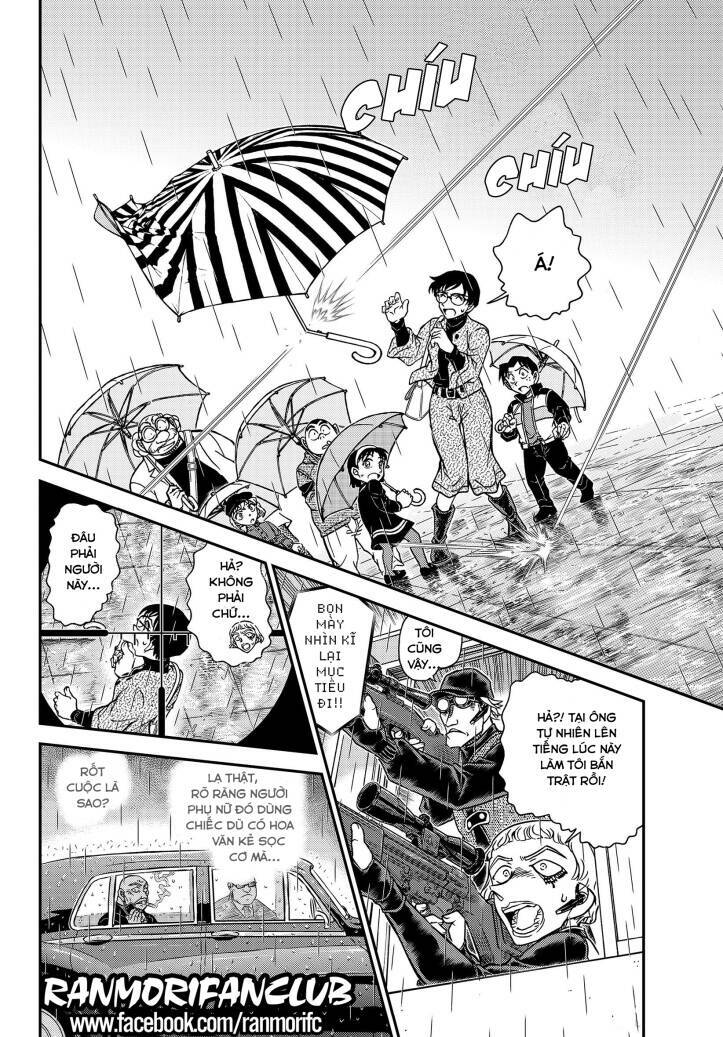 CHÍU
CHÍU
Á!
ĐÂU
PHẢI
NGƯỜI
NÀY...
HẢ?
KHÔNG
PHẢI
CHỨ...
BỌN
MÀY
NHÌN KĨ
LẠI
MỤC
TIÊU
ĐI!!
TÔI
CŨNG
VẬY...
HẢ?! TẠI ÔNG
TỰ NHIÊN LÊN
TIẾNG LÚC NÀY
LÀM TÔI BẮN
TRẬT RỒI!
RỐT
CUỘC LÀ
SAO?
LẠ THẬT,
RÕ RÀNG NGƯỜI
PHỤ NỮ ĐÓ DÙNG
CHIẾC DÙ CÓ HOA
VĂN KẺ SỌC
CƠ MÀ...
RANMORIFANCLUB
www.facebook.com/ranmorifc